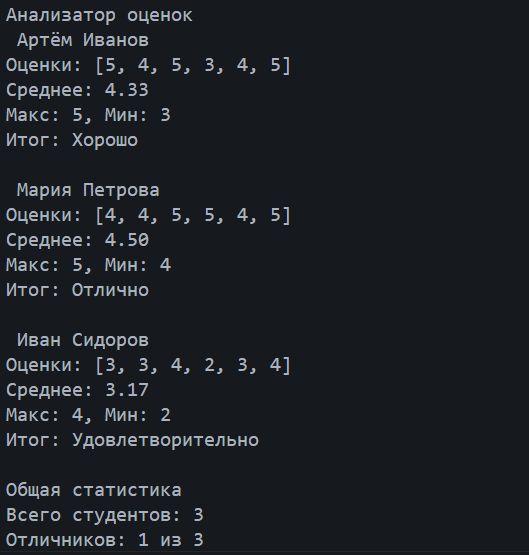 Анализатор оценок
Артём Иванов
Оценки: [5, 4, 5, 3, 4, 5]
Среднее: 4.33
Макс: 5, Мин: 3
Итог: Хорошо
Мария Петрова
Оценки: [4, 4, 5, 5, 4, 5]
Среднее: 4.50
Макс: 5, Мин: 4
Итог: Отлично
Иван Сидоров
Оценки: [3, 3, 4, 2, 3, 4]
Среднее: 3.17
Макс: 4, Мин: 2
Итог: Удовлетворительно
Общая статистика
Всего студентов: 3
Отличников: 1 из 3